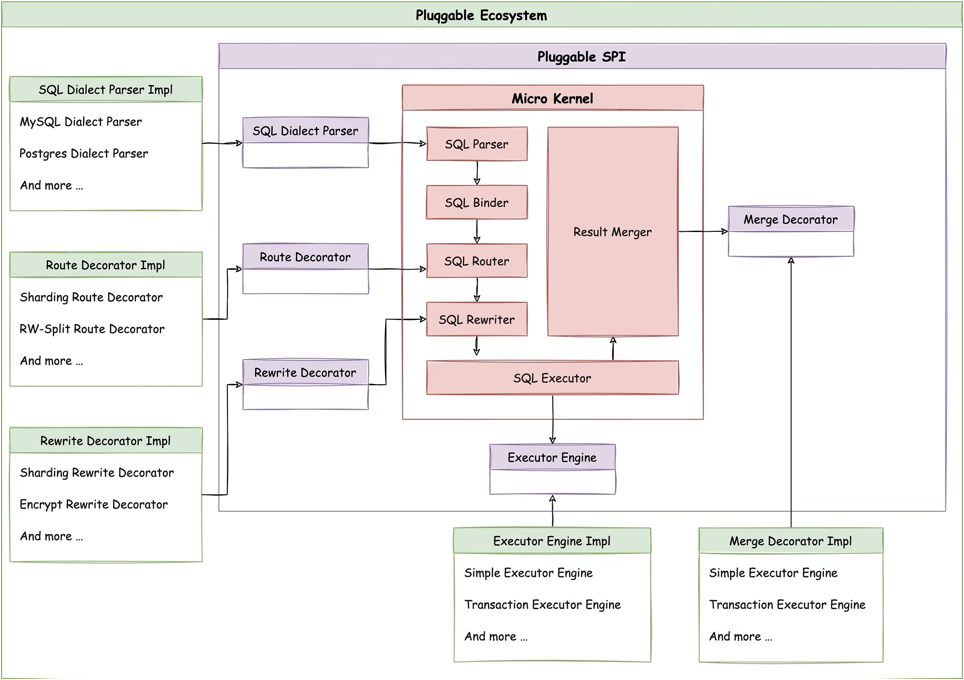 Pluggable Ecosystem
Pluggable SPI
SQL Dialect Parser Impl
MySQL Dialect Parser
Postgres Dialect Parser
And more ...
Route Decorator Impl
Sharding Route Decorator
RW-Split Route Decorator
And more ...
Rewrite Decorator Impl
Sharding Rewrite Decorator
Encrypt Rewrite Decorator
And more ...
SQL Dialect Parser
Route Decorator
Rewrite Decorator
Micro Kernel
SQL Parser
SQL Binder
SQL Router
SQL Rewriter
SQL Executor
Result Merger
Merge Decorator
Executor Engine
Executor Engine Impl
Simple Executor Engine
Transaction Executor Engine
And more ...
Merge Decorator Impl
Simple Executor Engine
Transaction Executor Engine
And more ...